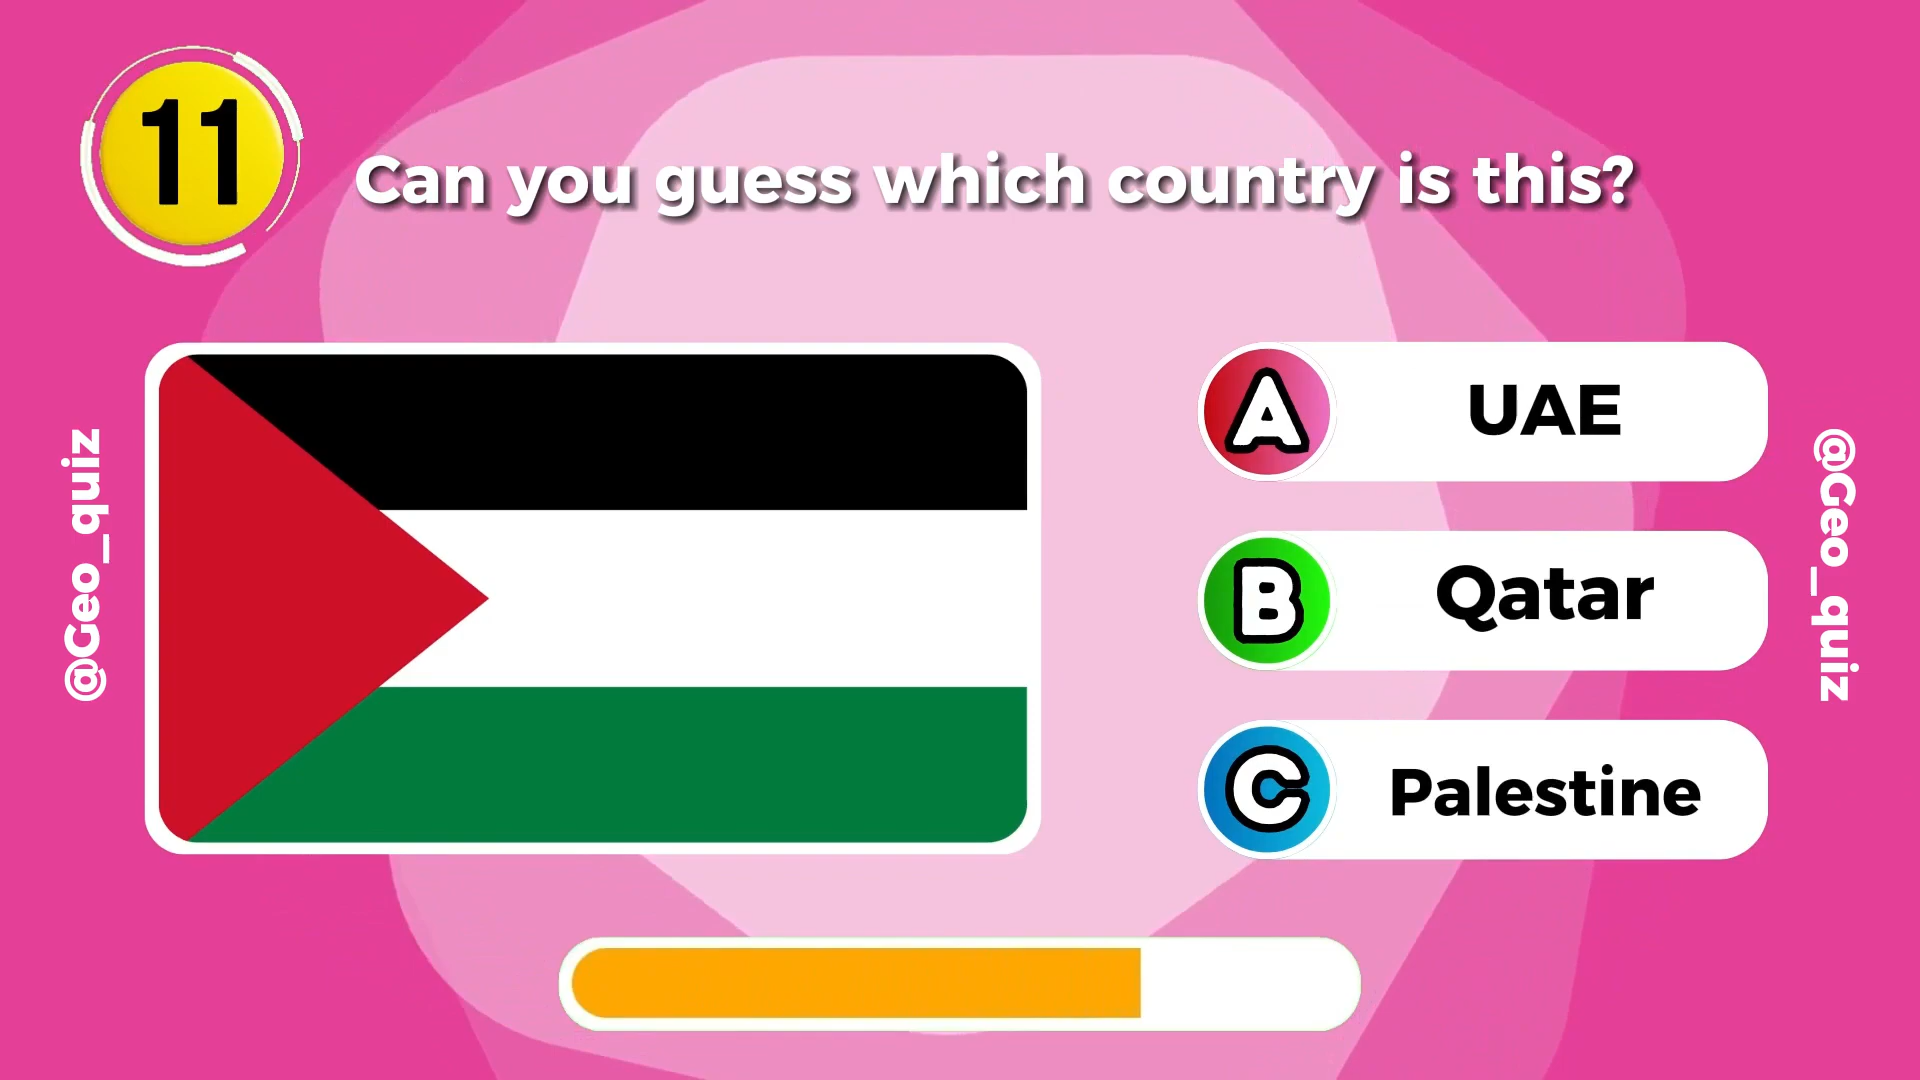 11
Can you guess which country is this?
@Geo_quiz
A UAE
B Qatar
C Palestine
@Geo_quiz